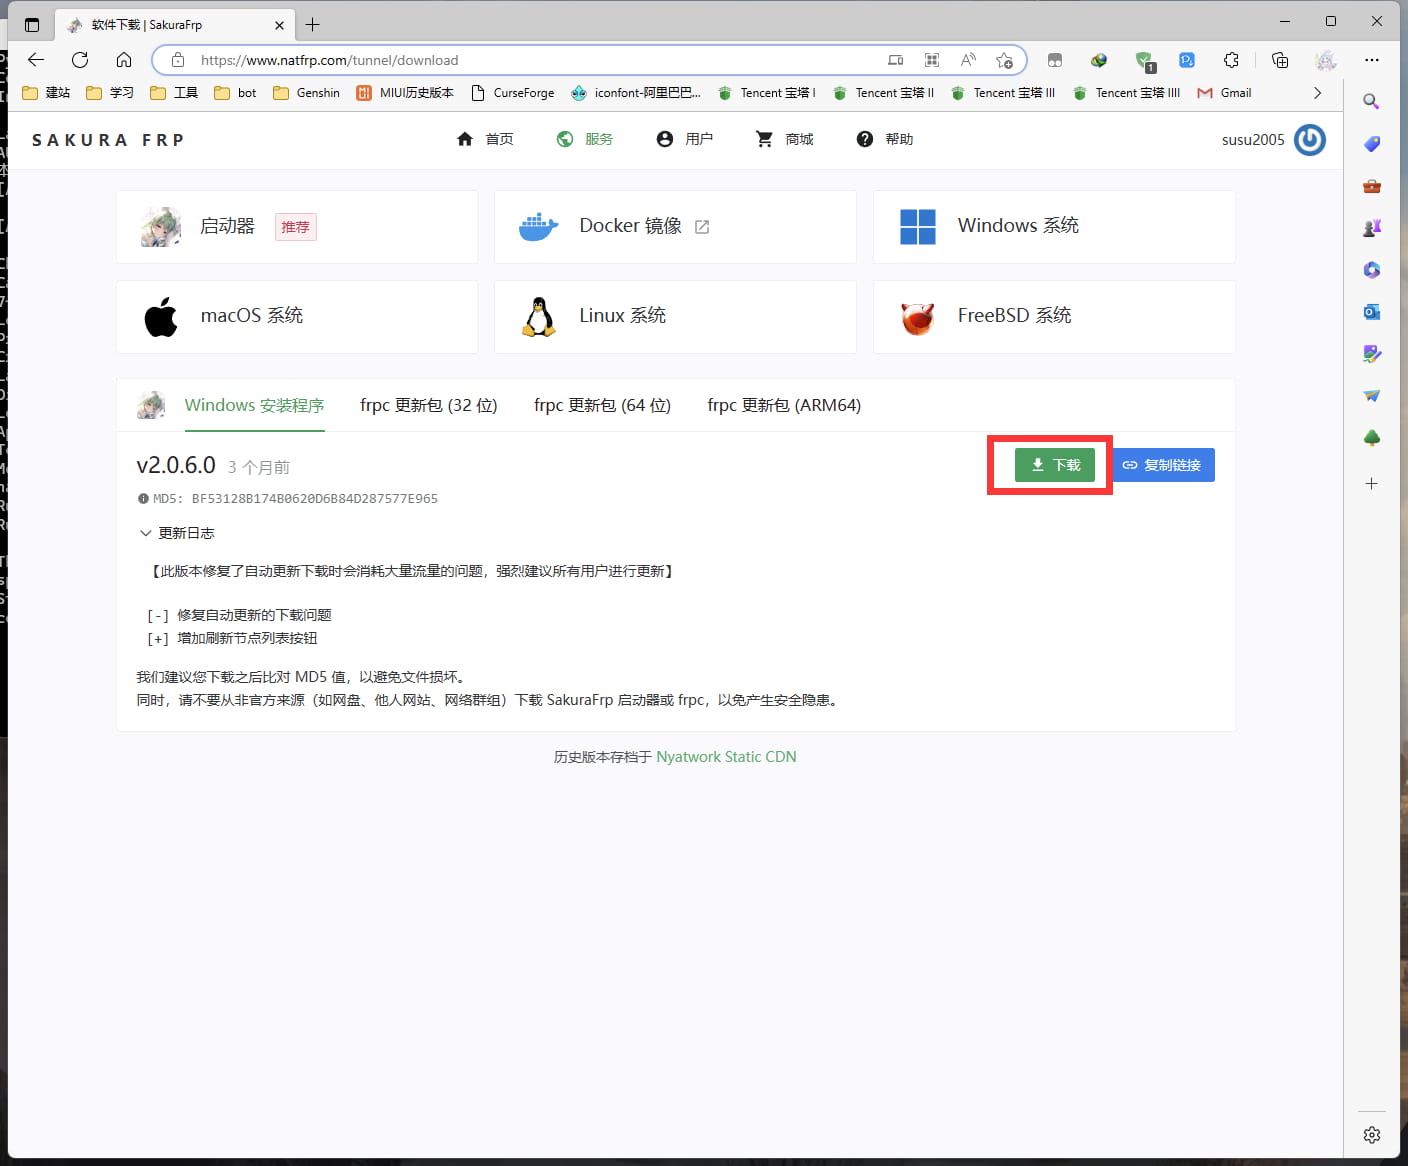 软件下载 | SakuraFrp
https://www.natfrp.com/tunnel/download
建站 学习 工具 bot Genshin MIUI历史版本 CurseForge iconfont-阿里巴巴... Tencent 宝塔 I Tencent 宝塔 II Tencent 宝塔 III Tencent 宝塔 IIII Gmail
SAKURA FRP 首页 服务 用户 商城 帮助 susu2005
启动器 推荐 Docker 镜像 Windows 系统
macOS 系统 Linux 系统 FreeBSD 系统
Windows 安装程序 frpc 更新包 (32 位) frpc 更新包 (64 位) frpc 更新包 (ARM64)
v2.0.6.0 3 个月前 下载 复制链接
MD5: BF53128B174B0620D6B84D287577E965
更新日志
【此版本修复了自动更新下载时会消耗大量流量的问题，强烈建议所有用户进行更新】
[-] 修复自动更新的下载问题
[+] 增加刷新节点列表按钮
我们建议您下载之后比对 MD5 值，以避免文件损坏。
同时，请不要从非官方来源（如网盘、他人网站、网络群组）下载 SakuraFrp 启动器或 frpc，以免产生安全隐患。
历史版本存档于 Nyatwork Static CDN